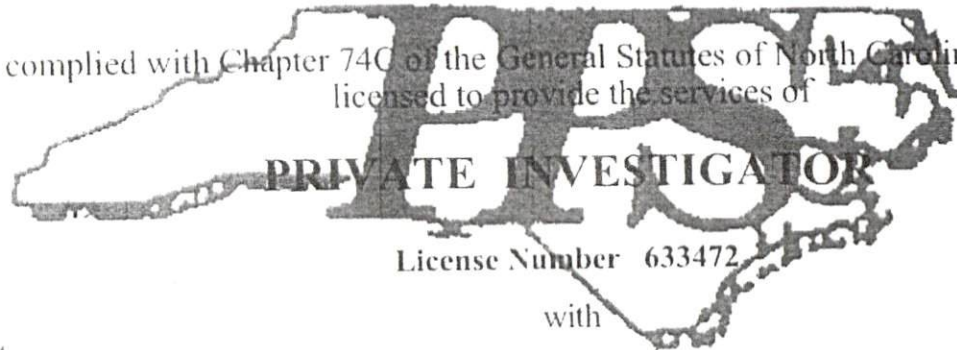 complied with Chapter 74C of the General Statutes of North Carolin
licensed to provide the services of
PPS
PRIVATE INVESTIGATOR
License Number 633472
with